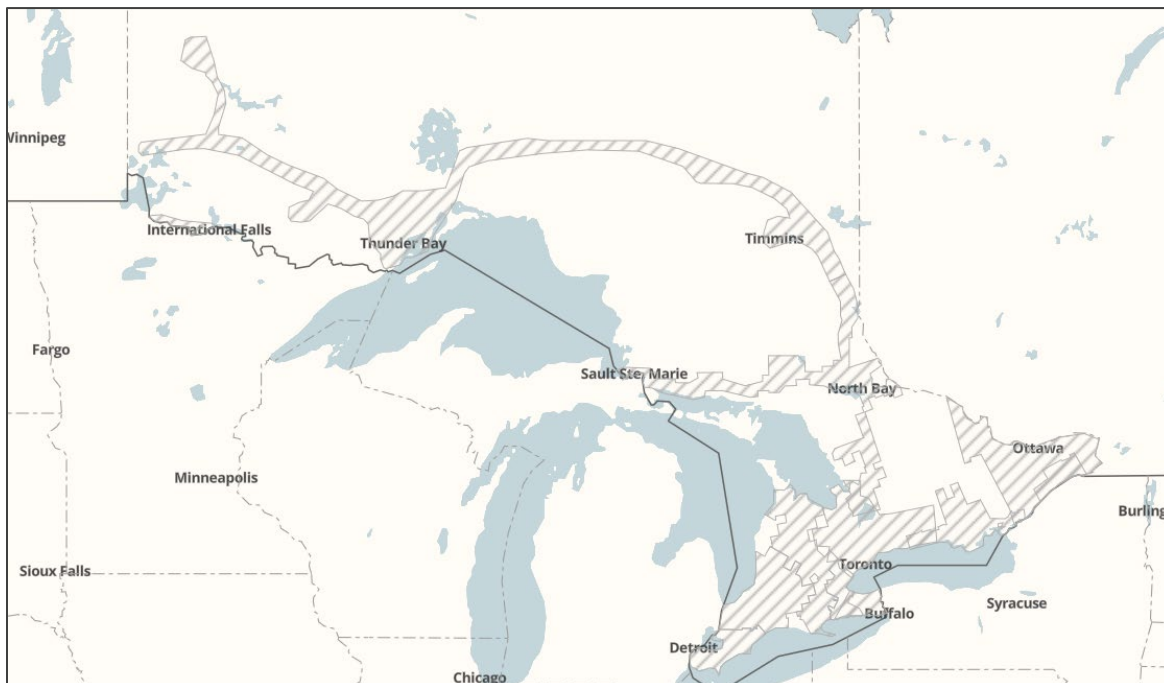 Winnipeg
International Falls
Thunder Bay
Timmins
Fargo
Sault Ste. Marie
North Bay
Ottawa
Minneapolis
Burling
Toronto
Sioux Falls
Syracuse
Buffalo
Detroit
Chicago